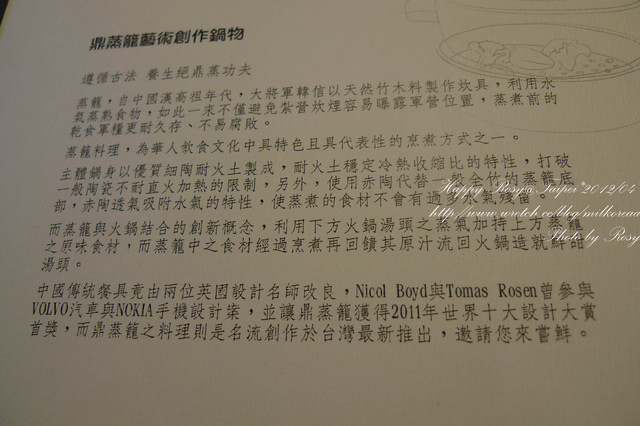 鼎蒸籠藝術創作鍋物
遵循古法 養生絕鼎蒸功夫
蒸籠，自中國漢高祖年代，大將軍韓信以天然竹木料製作炊具，利用水
氣蒸熟食物，如此一來不僅避免紮營炊煙容易曝露軍營位置，蒸煮前的
乾食軍糧更耐久存、不易腐敗。
蒸籠料理，為華人飲食文化中具特色且具代表性的烹煮方式之一。
主體鍋身以優質細陶耐火土製成，耐火土穩定冷熱收縮比的特性，打破
一般陶瓷不耐直火加熱的限制，另外，使用赤陶代替一般全竹的蒸籠底
部，赤陶透氣吸附水氣的特性，使蒸煮的食材不會有過多水氣殘留。
而蒸籠與火鍋結合的創新概念，利用下方火鍋湯頭之蒸氣加持上方蒸籠
之原味食材，而蒸籠中之食材經過烹煮再回饋其原汁流回火鍋造就鮮甜
湯頭。
中國傳統餐具竟由兩位英國設計名師改良，Nicol Boyd與Tomas Rosen曾參與
VOLVO汽車與NOKIA手機設計案，並讓鼎蒸籠獲得2011年世界十大設計大賞
首獎，而鼎蒸籠之料理則是名流創作於台灣最新推出，邀請您來嘗鮮。
Happy Rosy@ Taipei*2012/04
http://www.wretch.cc/blog/milkoread
Photo by Rosy